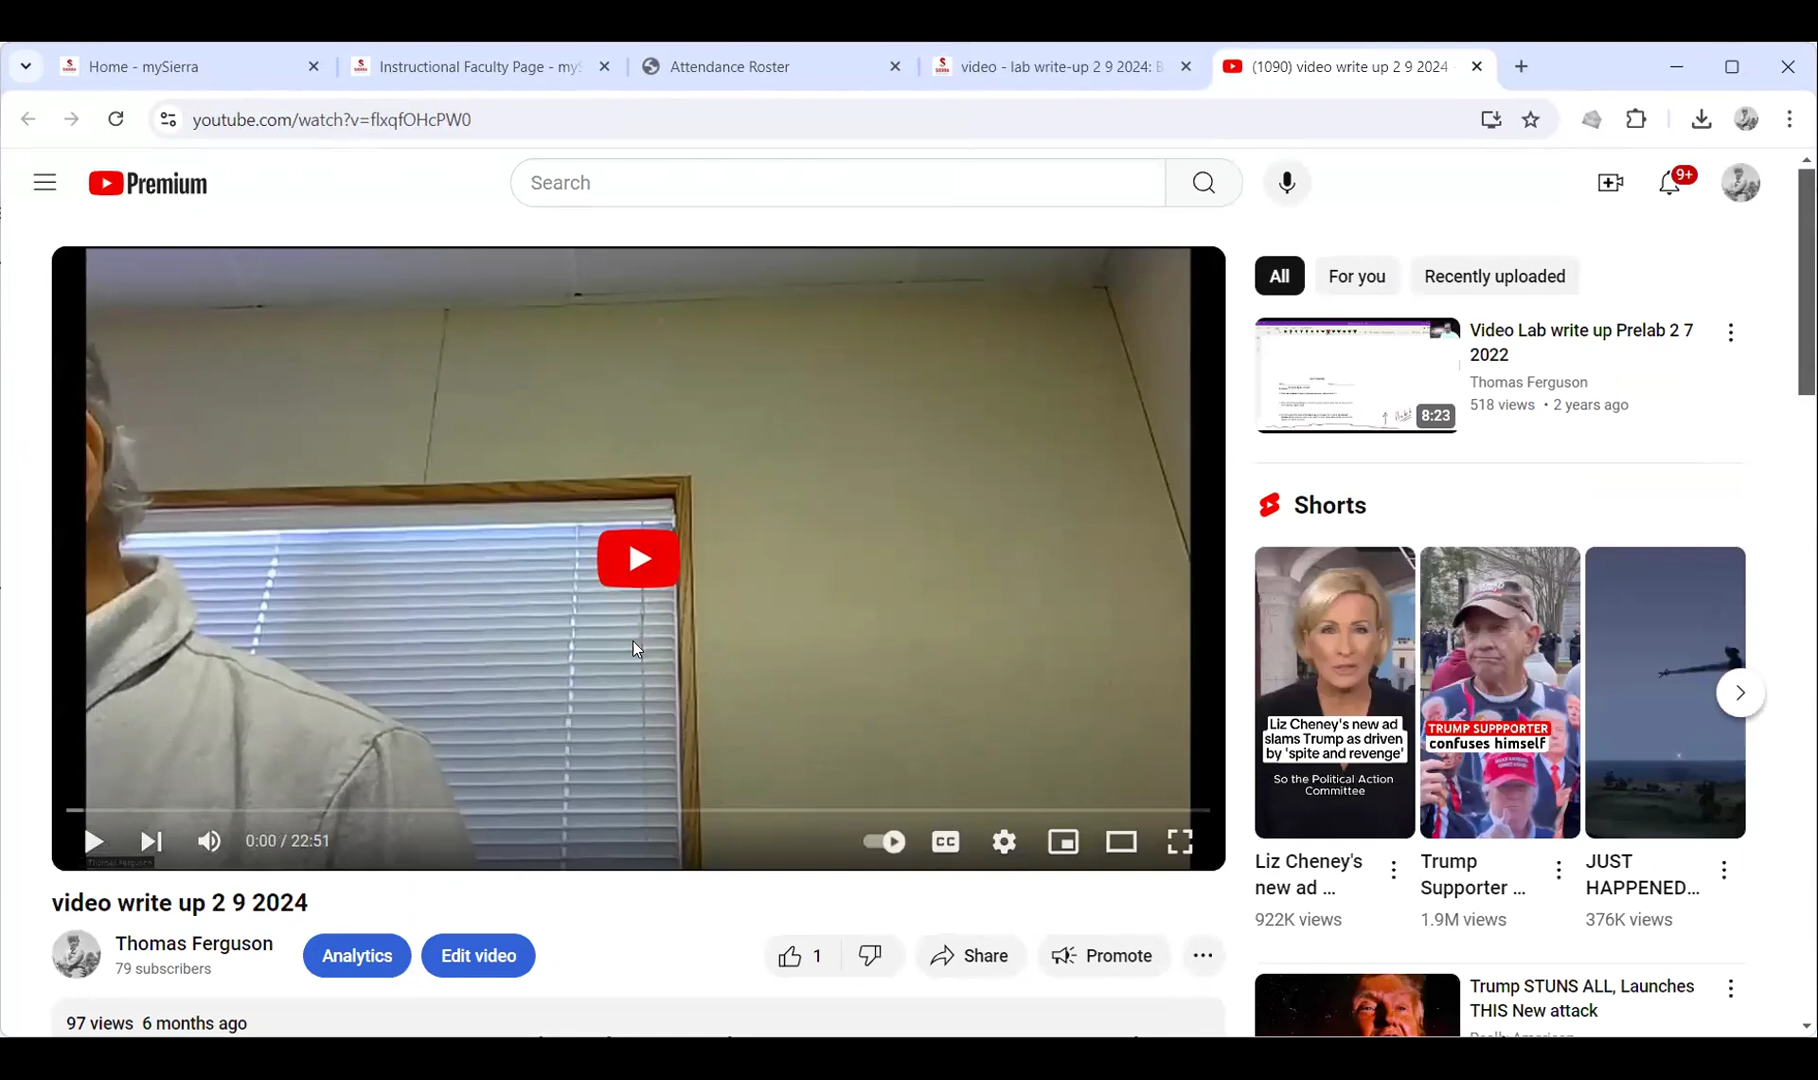 Home - mySierra
Instructional Faculty Page - myS
Attendance Roster
video - lab write-up 2 9 2024: B
(1090) video write up 2 9 2024
youtube.com/watch?v=flxqfOHcPW0
Premium
Search
9+
All
For you
Recently uploaded
Video Lab write up Prelab 2 7
2022
Thomas Ferguson
518 views • 2 years ago
8:23
Shorts
Liz Cheney's new ad
slams Trump as driven
by 'spite and revenge'
So the Political Action
Committee
TRUMP SUPPPORTER
confuses himself
Liz Cheney's
new ad ...
922K views
Trump
Supporter ...
1.9M views
JUST
HAPPENED...
376K views
0:00 / 22:51
CC
Thomas Ferguson
video write up 2 9 2024
Thomas Ferguson
79 subscribers
Analytics
Edit video
1
Share
Promote
97 views 6 months ago
Trump STUNS ALL, Launches
THIS New attack